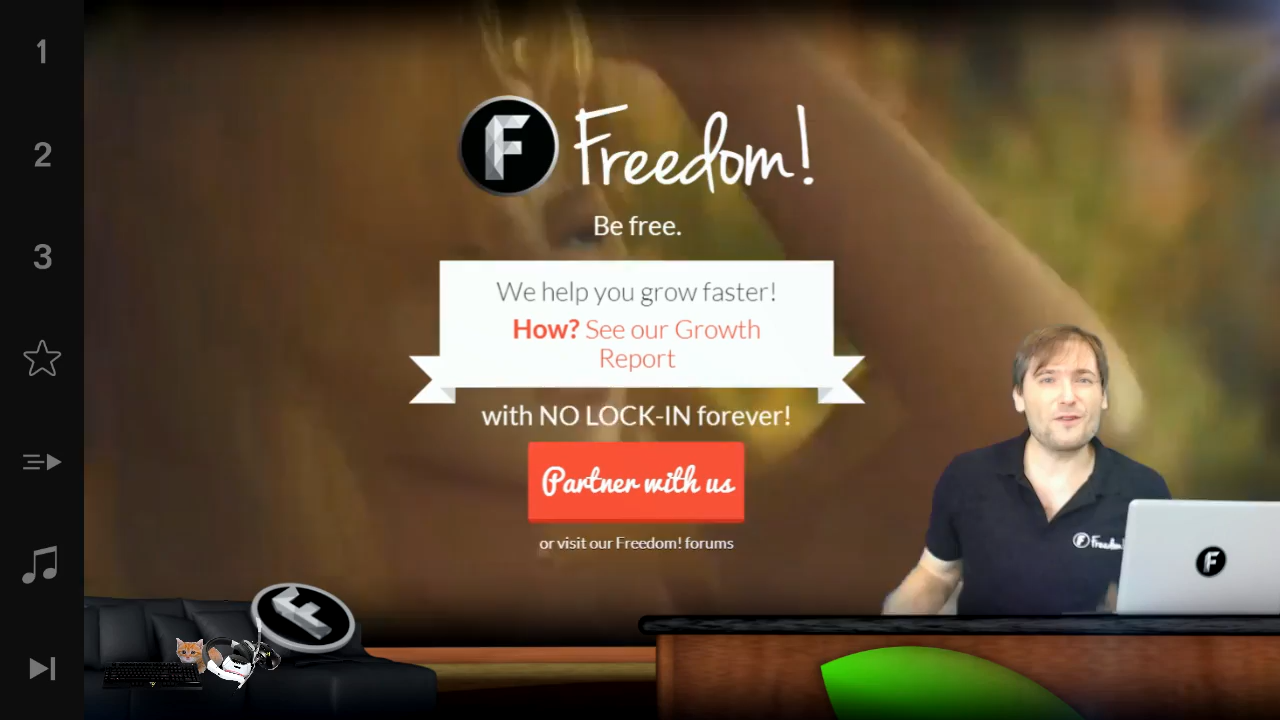 1
2
3
F Freedom!
Be free.
We help you grow faster!
How? See our Growth
Report
with NO LOCK-IN forever!
Partner with us
or visit our Freedom! forums
F
F Freedom!
F